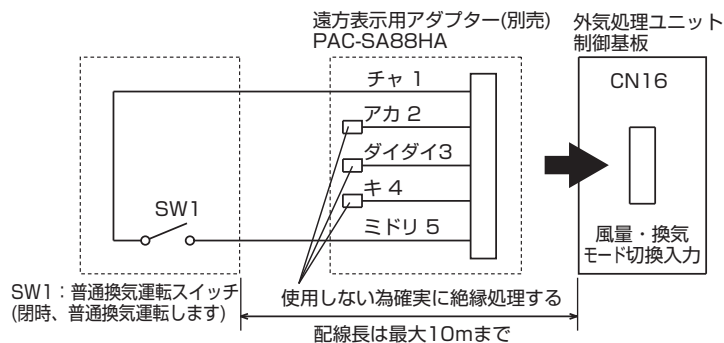 遠方表示用アダプター(別売)
PAC-SA88HA
外気処理ユニット
制御基板
チャ 1
アカ 2
ダイダイ3
キ 4
ミドリ 5
SW1
CN16
風量・換気
モード切換入力
SW1：普通換気運転スイッチ
(閉時、普通換気運転します)
使用しない為確実に絶縁処理する
配線長は最大10mまで